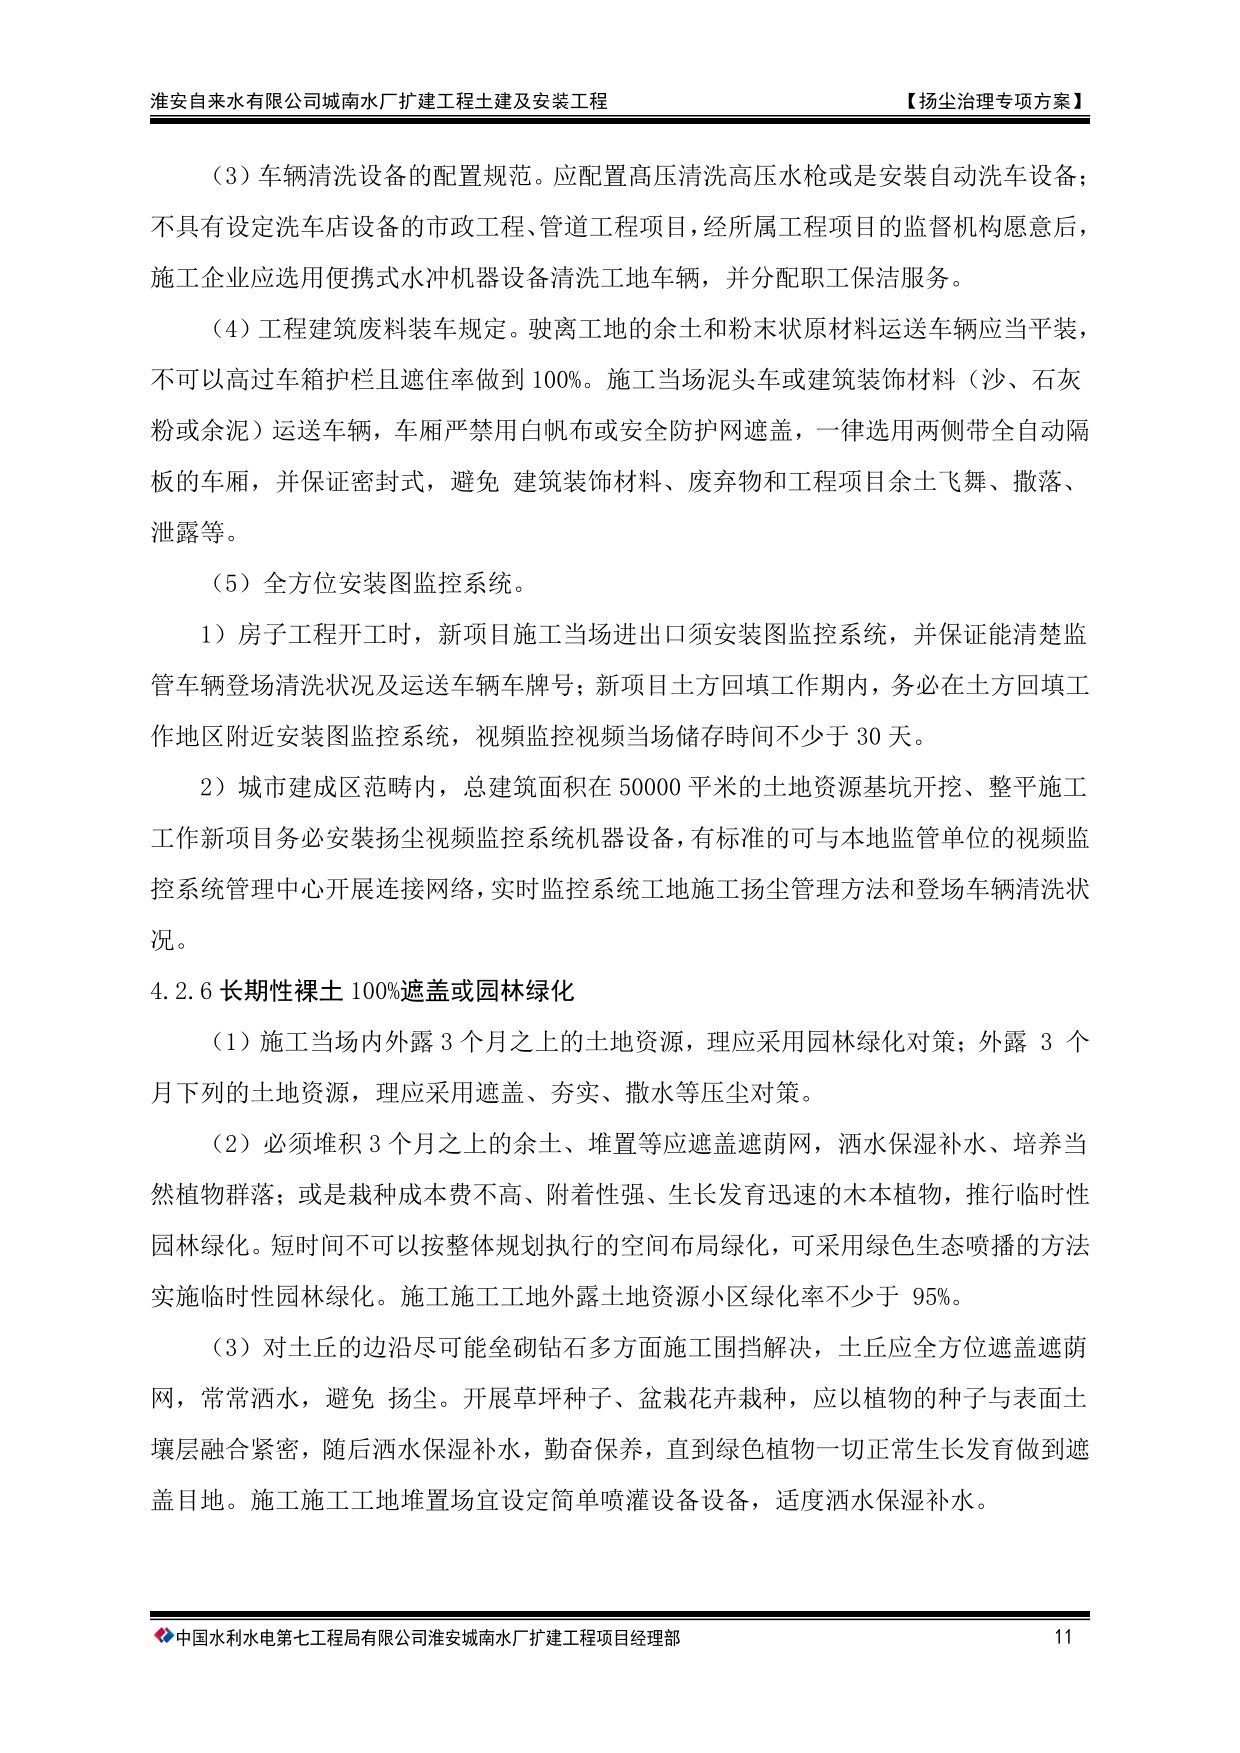 淮安自来水有限公司城南水厂扩建工程土建及安装工程 【扬尘治理专项方案】
（3）车辆清洗设备的配置规范。应配置高压清洗高压水枪或是安装自动洗车设备；
不具有设定洗车店设备的市政工程、管道工程项目，经所属工程项目的监督机构愿意后，
施工企业应选用便携式水冲机器设备清洗工地车辆，并分配职工保洁服务。
（4）工程建筑废料装车规定。驶离工地的余土和粉末状原材料运送车辆应当平装，
不可以高过车箱护栏且遮住率做到 100%。施工当场泥头车或建筑装饰材料（沙、石灰
粉或余泥）运送车辆，车厢严禁用白帆布或安全防护网遮盖，一律选用两侧带全自动隔
板的车厢，并保证密封式，避免 建筑装饰材料、废弃物和工程项目余土飞舞、撒落、
泄露等。
（5）全方位安装图监控系统。
1）房子工程开工时，新项目施工当场进出口须安装图监控系统，并保证能清楚监
管车辆登场清洗状况及运送车辆车牌号；新项目土方回填工作期内，务必在土方回填工
作地区附近安装图监控系统，视頻监控视频当场储存時间不少于 30 天。
2）城市建成区范畴内，总建筑面积在 50000 平米的土地资源基坑开挖、整平施工
工作新项目务必安装扬尘视频监控系统机器设备，有标准的可与本地监管单位的视频监
控系统管理中心开展连接网络，实时监控系统工地施工扬尘管理方法和登场车辆清洗状
况。
4.2.6 长期性裸土 100%遮盖或园林绿化
（1）施工当场内外露 3 个月之上的土地资源，理应采用园林绿化对策；外露 3 个
月下列的土地资源，理应采用遮盖、夯实、撒水等压尘对策。
（2）必须堆积 3 个月之上的余土、堆置等应遮盖遮荫网，洒水保湿补水、培养当
然植物群落；或是栽种成本费不高、附着性强、生长发育迅速的木本植物，推行临时性
园林绿化。短时间不可以按整体规划执行的空间布局绿化，可采用绿色生态喷播的方法
实施临时性园林绿化。施工施工工地外露土地资源小区绿化率不少于 95%。
（3）对土丘的边沿尽可能垒砌钻石多方面施工围挡解决，土丘应全方位遮盖遮荫
网，常常洒水，避免 扬尘。开展草坪种子、盆栽花卉栽种，应以植物的种子与表面土
壤层融合紧密，随后洒水保湿补水，勤奋保养，直到绿色植物一切正常生长发育做到遮
盖目地。施工施工工地堆置场宜设定简单喷灌设备设备，适度洒水保湿补水。
中国水利水电第七工程局有限公司淮安城南水厂扩建工程项目经理部 11